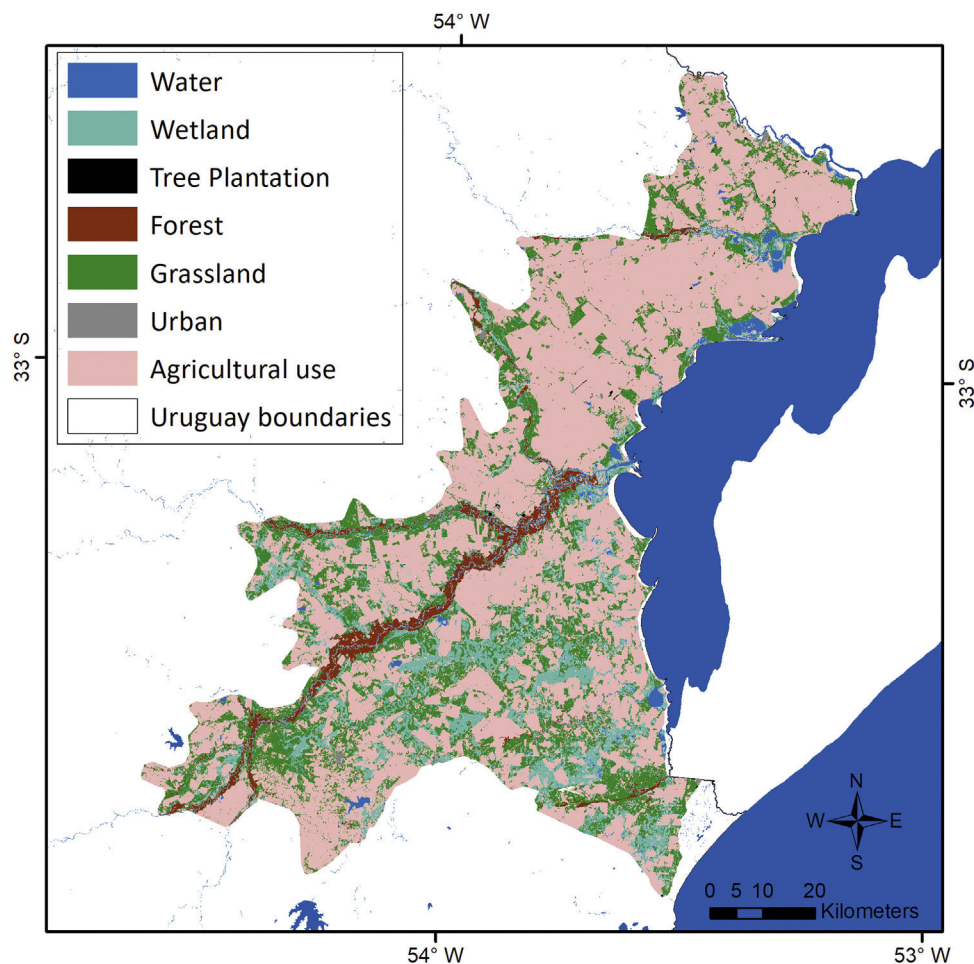 54° W
Water
Wetland
Tree Plantation
Forest
Grassland
Urban
Agricultural use
Uruguay boundaries
33° S
33° S
N
W E
S
0 5 10 20
Kilometers
54° W
53° W